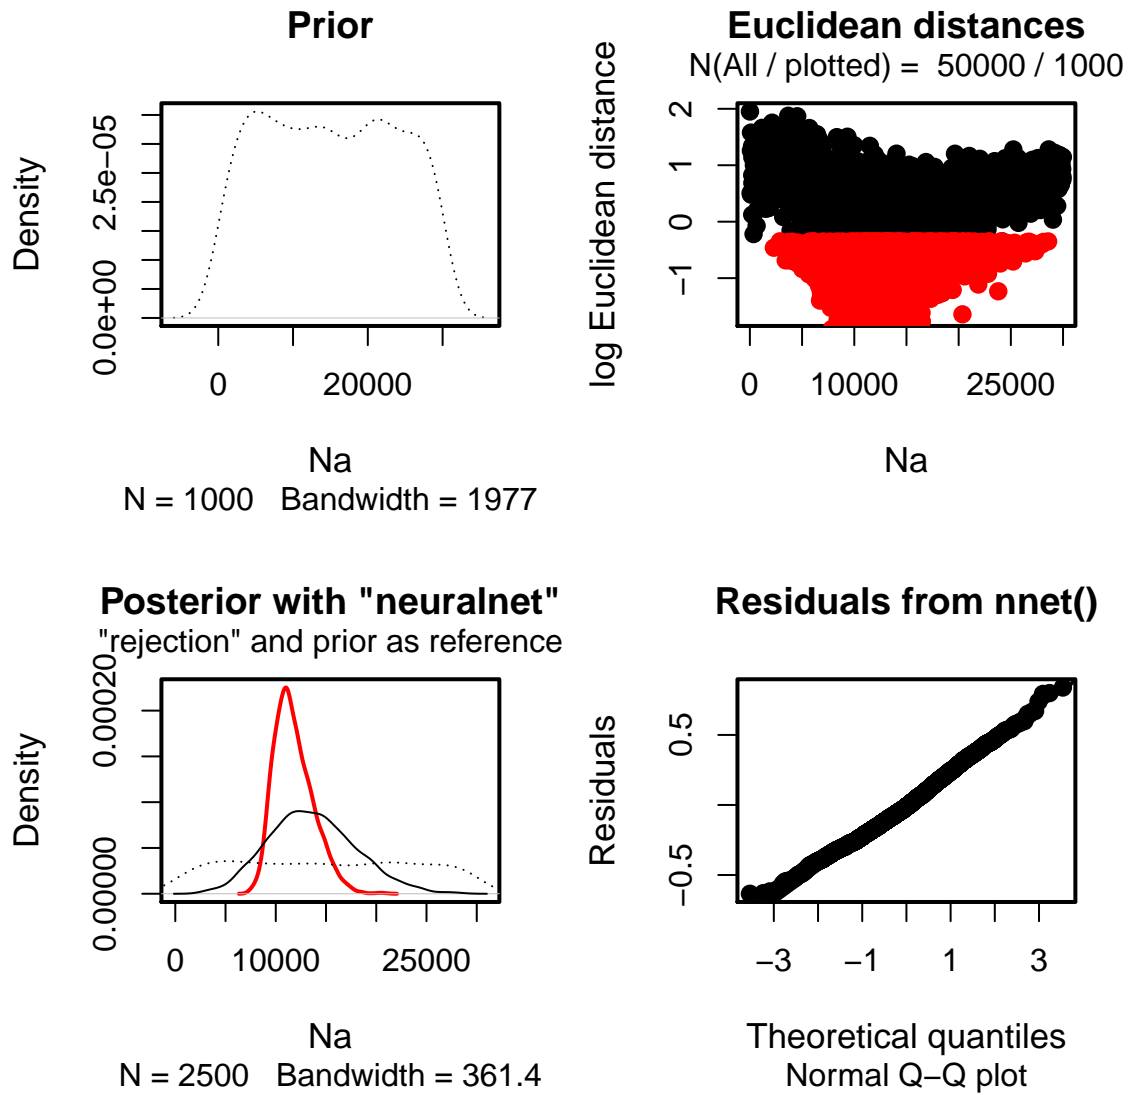 Prior
Density
0.0e+00 2.5e−05
0 20000
Na
N = 1000 Bandwidth = 1977
Euclidean distances
N(All / plotted) = 50000 / 1000
log Euclidean distance
−1 0 1 2
0 10000 25000
Na
Posterior with "neuralnet"
"rejection" and prior as reference
Density
0.00000 0.00020
0 10000 25000
Na
N = 2500 Bandwidth = 361.4
Residuals from nnet()
Residuals
−0.5 0.5
−3 −1 1 3
Theoretical quantiles
Normal Q−Q plot